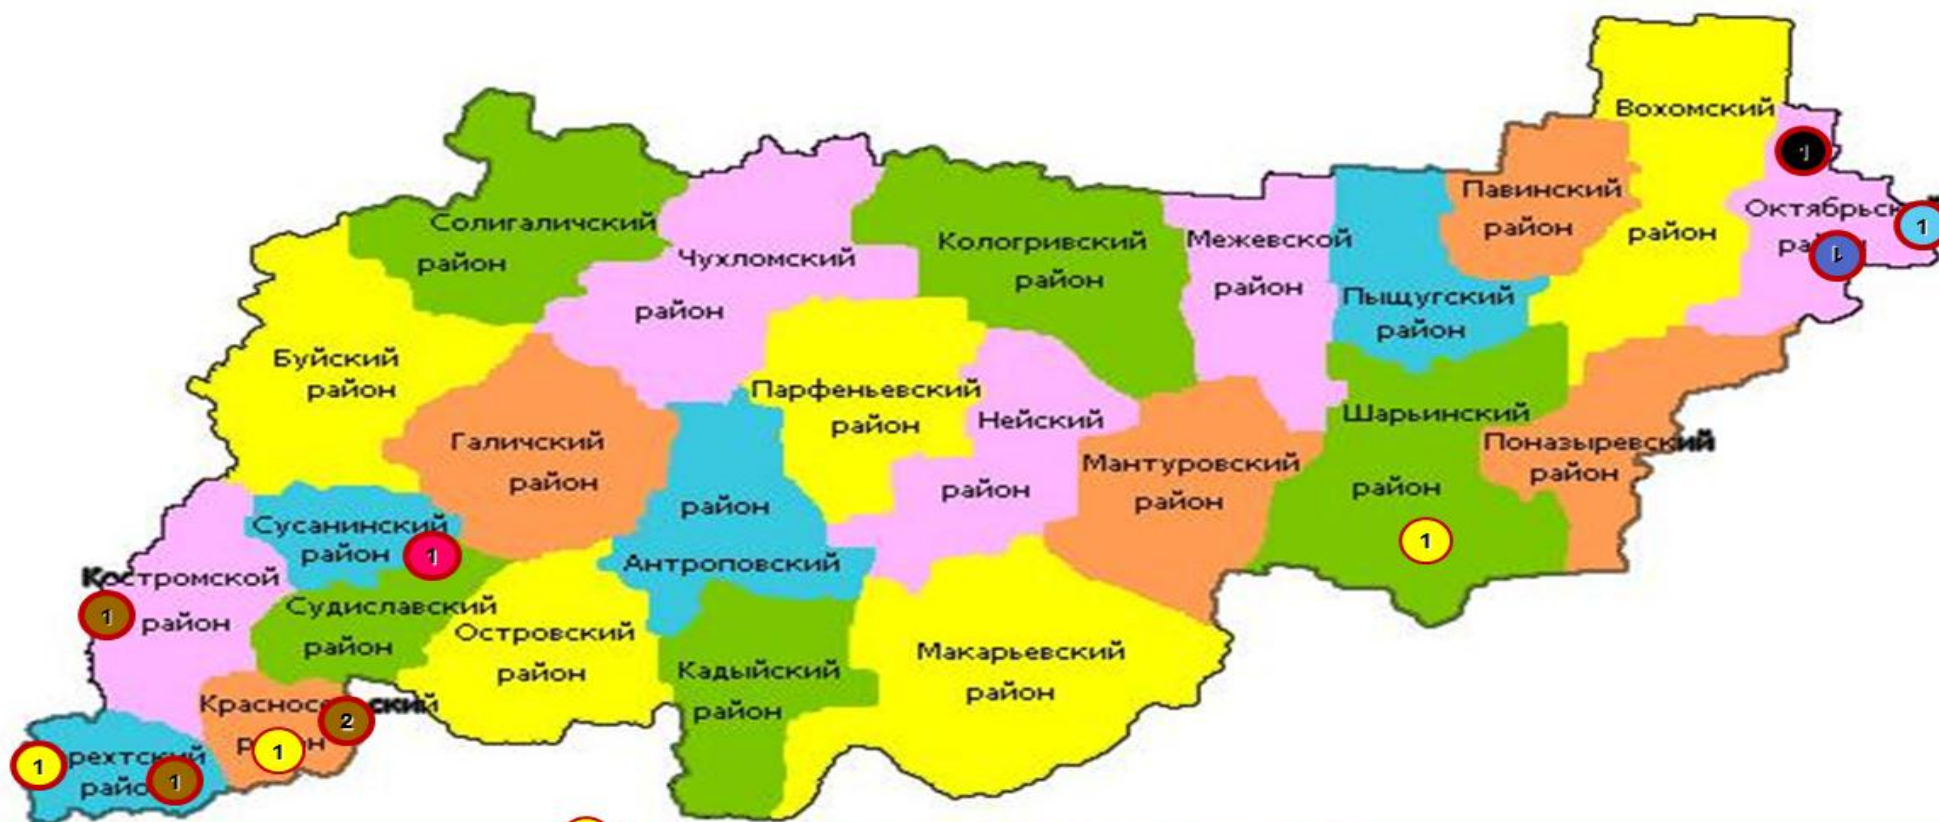 Вохомский
район
Павинский
район
Солигаличский
район
Чухломский
район
Кологривский
район
Межевской
район
Пыщугский
район
1
1
1
Буйский
район
Галичский
район
Парфеньевский
район
Нейский
район
Мантуровский
район
Шарьинский
район
1
Поназыревский
район
Сусанинский
район
1
район
Антроповский
Костромской
район
1
Судиславский
район
Островский
район
Кадыйский
район
Макарьевский
район
2
1
1
1